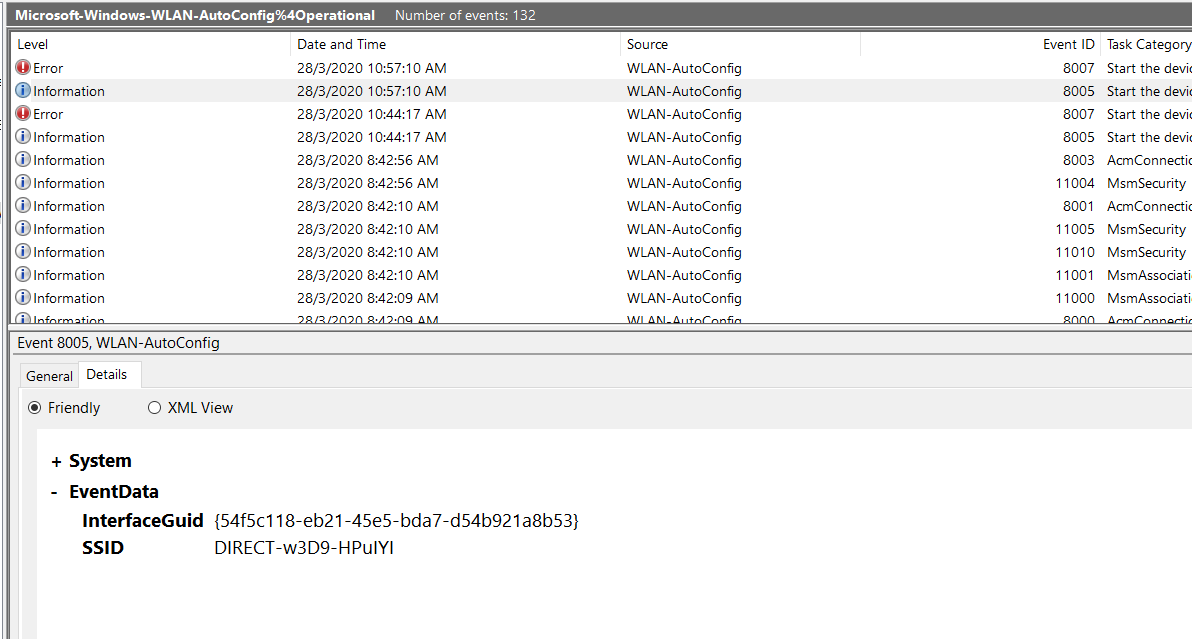 Microsoft-Windows-WLAN-AutoConfig%4Operational Number of events: 132
Level Date and Time Source Event ID Task Category
Error 28/3/2020 10:57:10 AM WLAN-AutoConfig 8007 Start the devic
Information 28/3/2020 10:57:10 AM WLAN-AutoConfig 8005 Start the devic
Error 28/3/2020 10:44:17 AM WLAN-AutoConfig 8007 Start the devic
Information 28/3/2020 10:44:17 AM WLAN-AutoConfig 8005 Start the devic
Information 28/3/2020 8:42:56 AM WLAN-AutoConfig 8003 AcmConnectic
Information 28/3/2020 8:42:56 AM WLAN-AutoConfig 11004 MsmSecurity
Information 28/3/2020 8:42:10 AM WLAN-AutoConfig 8001 AcmConnectic
Information 28/3/2020 8:42:10 AM WLAN-AutoConfig 11005 MsmSecurity
Information 28/3/2020 8:42:10 AM WLAN-AutoConfig 11010 MsmSecurity
Information 28/3/2020 8:42:10 AM WLAN-AutoConfig 11001 MsmAssociati
Information 28/3/2020 8:42:09 AM WLAN-AutoConfig 11000 MsmAssociati
Information 28/3/2020 8:42:09 AM WLAN-AutoConfig 8000 AcmConnectic
Event 8005, WLAN-AutoConfig
General Details
Friendly XML View
+ System
- EventData
InterfaceGuid {54f5c118-eb21-45e5-bda7-d54b921a8b53}
SSID DIRECT-w3D9-HPuIYI